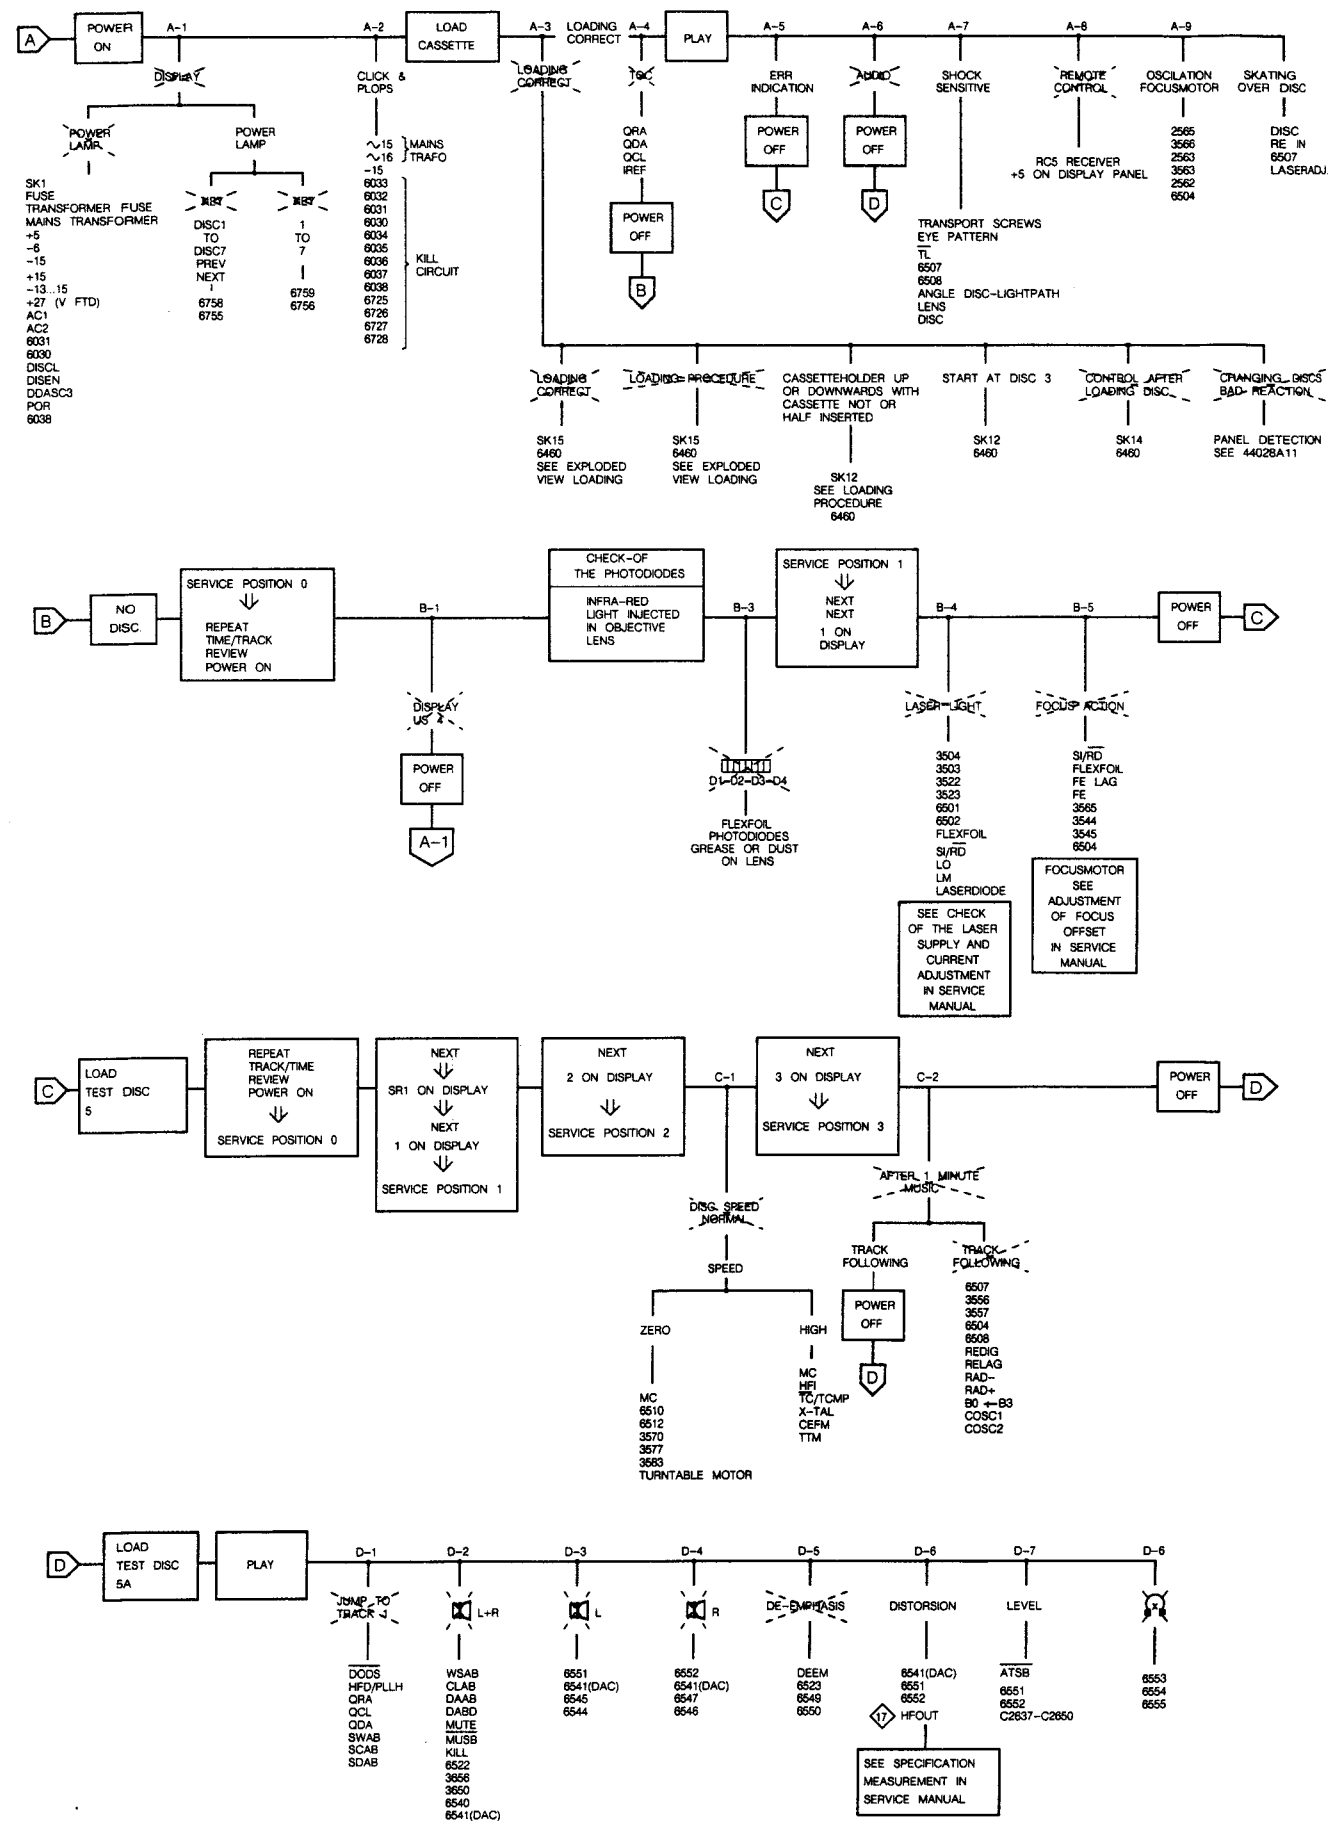 A
POWER ON
A-1
A-2
LOAD CASSETTE
A-3
LOADING CORRECT
A-4
PLAY
A-5
A-6
A-7
A-8
A-9
DISPLAY
CLICK & PLOPS
LOADING CORRECT
TOC
ERR INDICATION
AUDIO
SHOCK SENSITIVE
REMOTE CONTROL
OSCILATION FOCUSMOTOR
SKATING OVER DISC
POWER LAMP
POWER LAMP
SK1
FUSE
TRANSFORMER FUSE
MAINS TRANSFORMER
+5
-6
-15
+15
-13...15
+27 (V FTD)
AC1
AC2
6031
6030
DISCL
DISEN
DDASC3
POR
6038
KEY
DISC1
TO
DISC7
PREV
NEXT
6758
6755
KEY
1
TO
7
6759
6756
~15
~16
MAINS TRAFO
-15
6033
6032
6031
6030
6034
6035
6036
6037
6038
6725
6726
6727
6728
KILL CIRCUIT
QRA
QDA
QCL
IREF
POWER OFF
B
POWER OFF
C
POWER OFF
D
TRANSPORT SCREWS
EYE PATTERN
TL
6507
6508
ANGLE DISC-LIGHTPATH
LENS
DISC
RC5 RECEIVER
+5 ON DISPLAY PANEL
2565
3566
2563
3563
2562
6504
DISC
RE IN
6507
LASERADJ.
LOADING CORRECT
SK15
6460
SEE EXPLODED
VIEW LOADING
LOADING PROCEDURE
SK15
6460
SEE EXPLODED
VIEW LOADING
CASSETTEHOLDER UP
OR DOWNWARDS WITH
CASSETTE NOT OR
HALF INSERTED
SK12
SEE LOADING
PROCEDURE
6460
START AT DISC 3
SK12
6460
CONTROL AFTER
LOADING DISC
SK14
6460
CHANGING DISCS
BAD REACTION
PANEL DETECTION
SEE 44028A11
B
NO DISC.
SERVICE POSITION 0
REPEAT
TIME/TRACK
REVIEW
POWER ON
B-1
DISPLAY
US 4
POWER OFF
A-1
CHECK-OF
THE PHOTODIODES
INFRA-RED
LIGHT INJECTED
IN OBJECTIVE
LENS
B-3
D1-D2-D3-D4
FLEXFOIL
PHOTODIODES
GREASE OR DUST
ON LENS
SERVICE POSITION 1
NEXT
NEXT
1 ON
DISPLAY
B-4
LASER-LIGHT
3504
3503
3522
3523
6501
6502
FLEXFOIL
SI/RD
LO
LM
LASERDIODE
SEE CHECK
OF THE LASER
SUPPLY AND
CURRENT
ADJUSTMENT
IN SERVICE
MANUAL
B-5
FOCUS ACTION
SI/RD
FLEXFOIL
FE LAG
FE
3565
3544
3545
6504
FOCUSMOTOR
SEE
ADJUSTMENT
OF FOCUS
OFFSET
IN SERVICE
MANUAL
POWER OFF
C
C
LOAD
TEST DISC
5
REPEAT
TRACK/TIME
REVIEW
POWER ON
SERVICE POSITION 0
NEXT
SR1 ON DISPLAY
NEXT
1 ON DISPLAY
SERVICE POSITION 1
NEXT
2 ON DISPLAY
SERVICE POSITION 2
C-1
DISC SPEED
NORMAL
SPEED
ZERO
MC
6510
6512
3570
3577
3583
TURNTABLE MOTOR
HIGH
MC
HFI
TC/TCMP
X-TAL
CEFM
TTM
NEXT
3 ON DISPLAY
SERVICE POSITION 3
C-2
AFTER 1 MINUTE
MUSIC
TRACK
FOLLOWING
POWER OFF
D
TRACK
FOLLOWING
6507
3556
3557
6504
6508
REDIG
RELAG
RAD-
RAD+
B0 ←B3
COSC1
COSC2
POWER OFF
D
D
LOAD
TEST DISC
5A
PLAY
D-1
JUMP TO
TRACK 1
DODS
HFD/PLLH
QRA
QCL
QDA
SWAB
SCAB
SDAB
D-2
L+R
WSAB
CLAB
DAAB
DABD
MUTE
MUSB
KILL
6522
3656
3650
6540
6541(DAC)
D-3
L
6551
6541(DAC)
6545
6544
D-4
R
6552
6541(DAC)
6547
6546
D-5
DE-EMPHASIS
DEEM
6523
6549
6550
D-6
DISTORSION
6541(DAC)
6551
6552
17 HFOUT
SEE SPECIFICATION
MEASUREMENT IN
SERVICE MANUAL
D-7
LEVEL
ATSB
6551
6552
C2637-C2650
D-6
6553
6554
6555